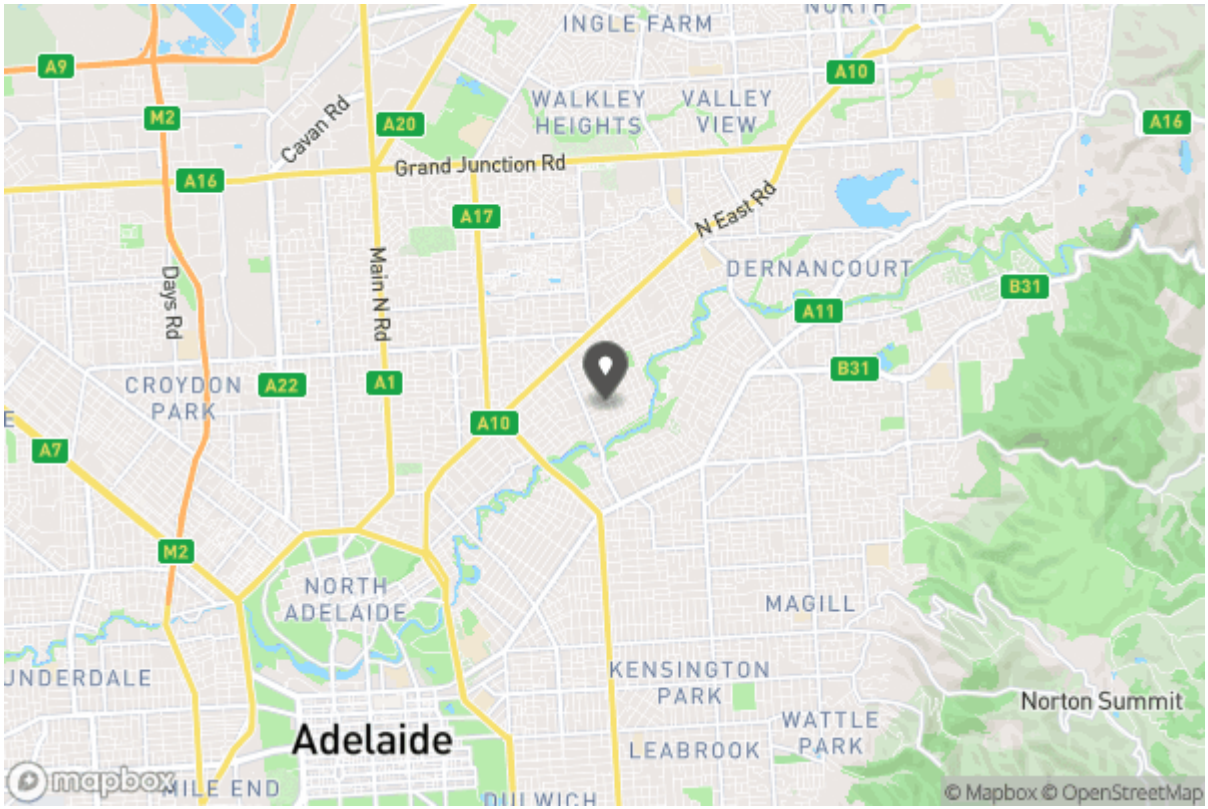 INGLE FARM
NORTH
A9
A10
M2
Cavan Rd
A20
WALKLEY
HEIGHTS
VALLEY
VIEW
A16
Grand Junction Rd
A16
A17
N East Rd
Days Rd
Main N Rd
DERNANCOURT
B31
A11
B31
CROYDON
PARK
A22
A1
E
A7
A10
M2
NORTH
ADELAIDE
MAGILL
UNDERDALE
KENSINGTON
PARK
Norton Summit
WATTLE
PARK
Adelaide
LEABROOK
mapbox
MILE END
DULWICH
© Mapbox © OpenStreetMap